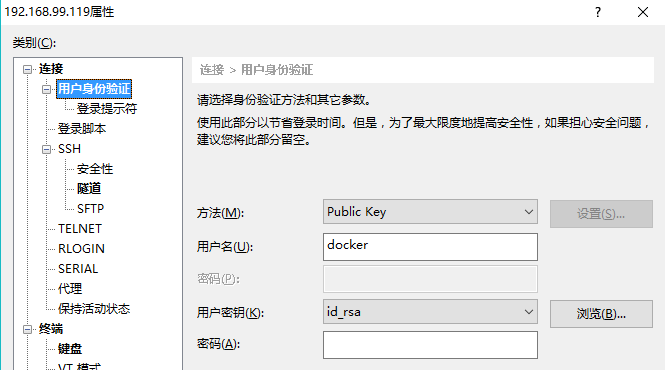 192.168.99.119属性
类别(C):
连接
用户身份验证
登录提示符
登录脚本
SSH
安全性
隧道
SFTP
TELNET
RLOGIN
SERIAL
代理
保持活动状态
终端
键盘
VT 模式
连接 > 用户身份验证
请选择身份验证方法和其它参数。
使用此部分以节省登录时间。但是，为了最大限度地提高安全性，如果担心安全问题，
建议您将此部分留空。
方法(M): Public Key 设置(S)...
用户名(U): docker
密码(P):
用户密钥(K): id_rsa 浏览(B)...
密码(A):